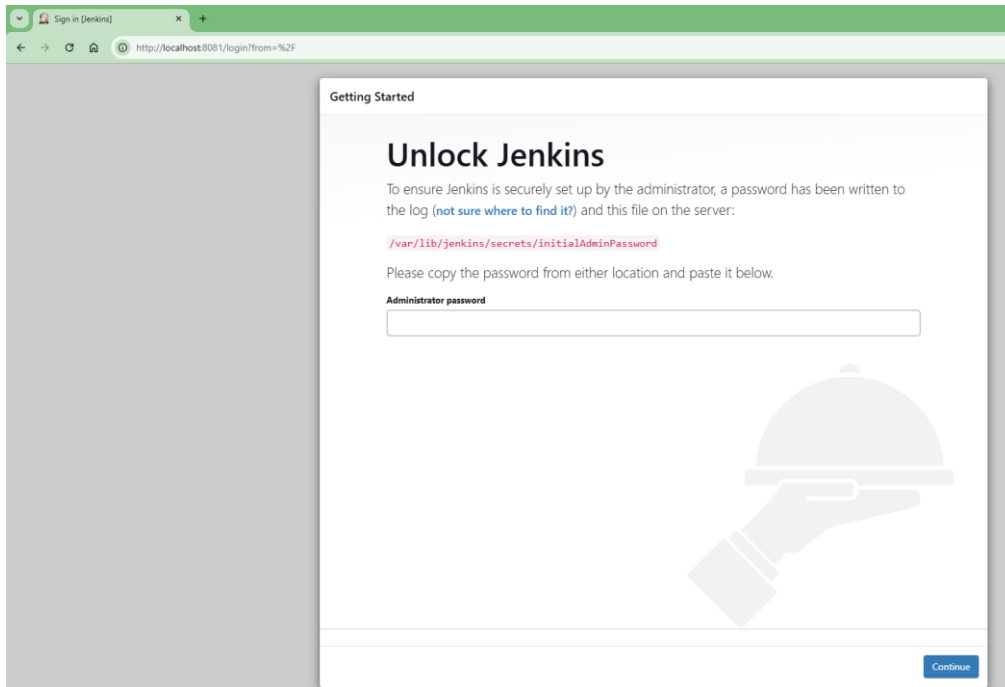 Sign in [Jenkins]
http://localhost:8081/login?from=%2F
Getting Started
Unlock Jenkins
To ensure Jenkins is securely set up by the administrator, a password has been written to
the log (not sure where to find it?) and this file on the server:
/var/lib/jenkins/secrets/initialAdminPassword
Please copy the password from either location and paste it below.
Administrator password
Continue